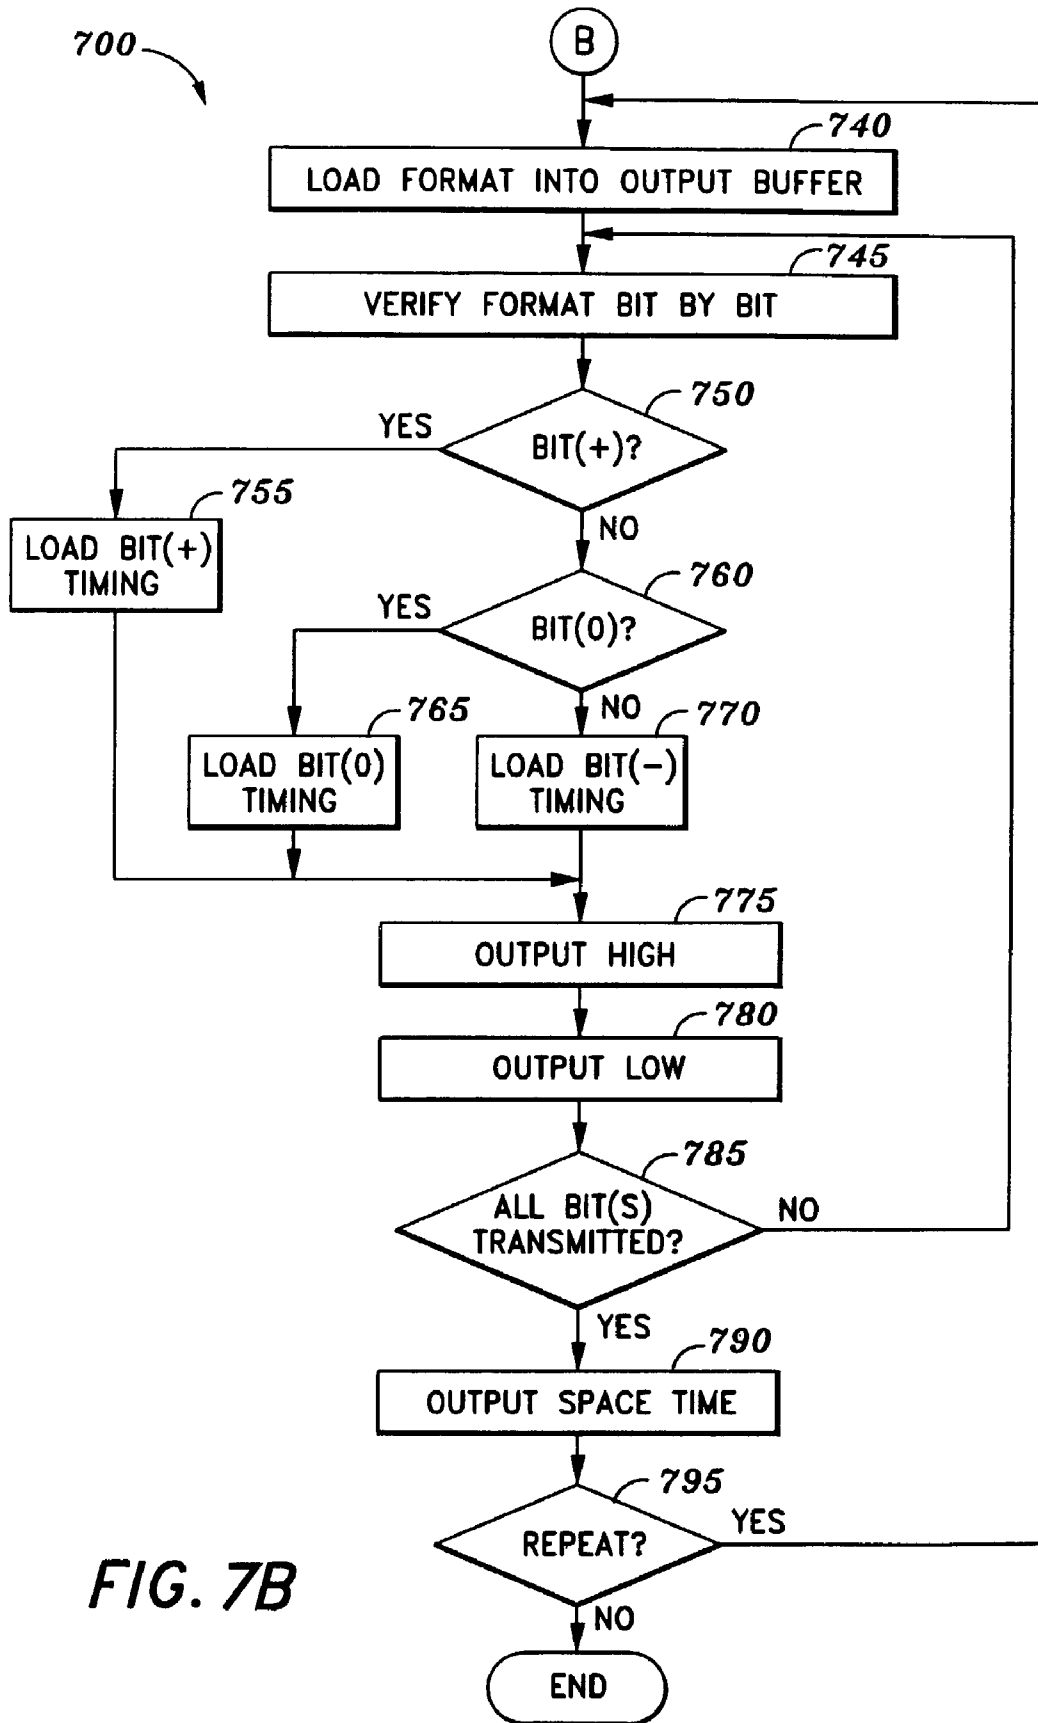 700
B
740
LOAD FORMAT INTO OUTPUT BUFFER
745
VERIFY FORMAT BIT BY BIT
750
YES
BIT(+)?
NO
755
LOAD BIT(+)
TIMING
760
YES
BIT(0)?
NO
765
LOAD BIT(0)
TIMING
770
LOAD BIT(-)
TIMING
775
OUTPUT HIGH
780
OUTPUT LOW
785
ALL BIT(S)
TRANSMITTED?
NO
YES
790
OUTPUT SPACE TIME
795
REPEAT?
YES
NO
END
FIG. 7B